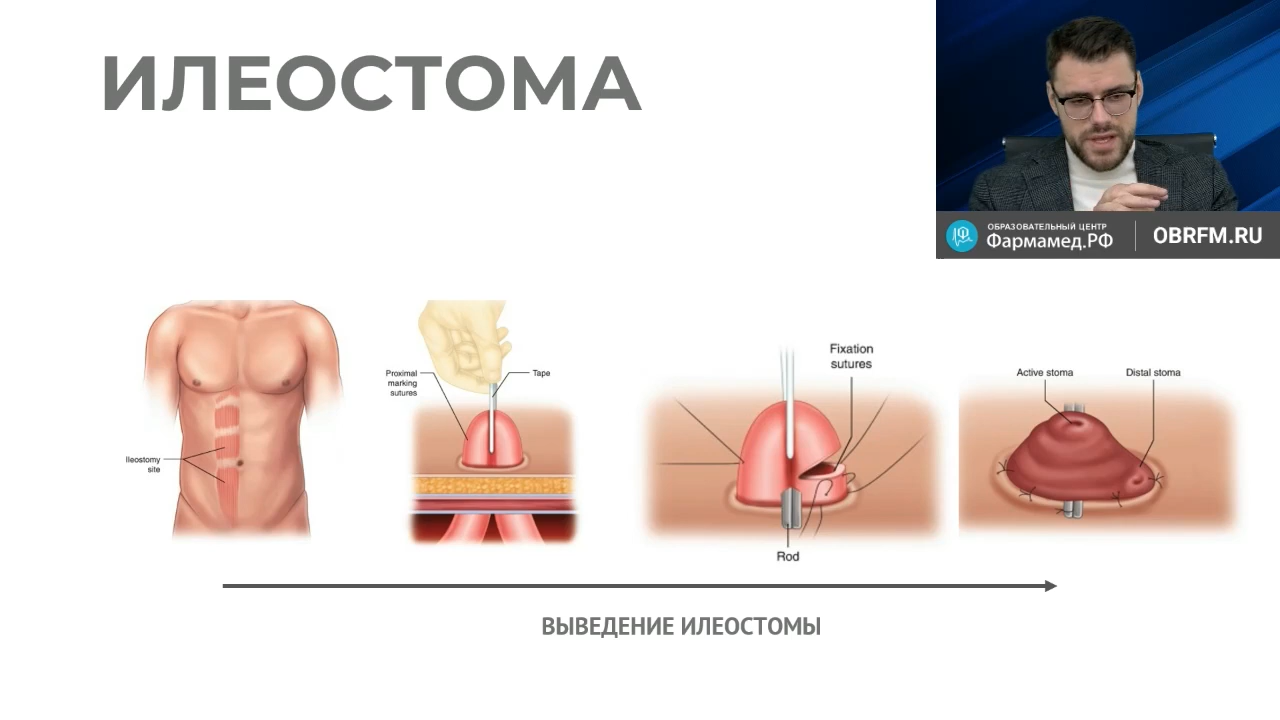 ИЛЕОСТОМА
ОБРАЗОВАТЕЛЬНЫЙ ЦЕНТР
Фармамед.РФ
OBRFM.RU
Ileostomy
site
Proximal
marking
sutures
Tape
Fixation
sutures
Rod
Active stoma
Distal stoma
ВЫВЕДЕНИЕ ИЛЕОСТОМЫ